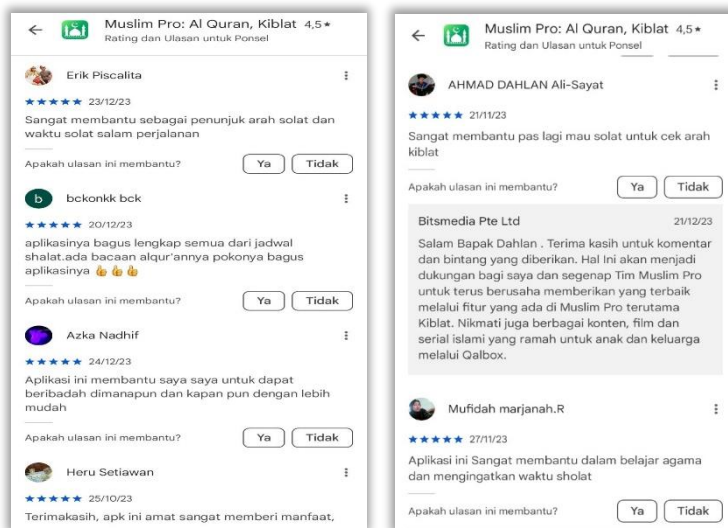 Muslim Pro: Al Quran, Kiblat 4,5★
Rating dan Ulasan untuk Ponsel
Erik Piscalita
★★★★★ 23/12/23
Sangat membantu sebagai penunjuk arah solat dan
waktu solat salam perjalanan
Apakah ulasan ini membantu? Ya Tidak
b bckonkk bck
★★★★★ 20/12/23
aplikasinya bagus lengkap semua dari jadwal
shalat.ada bacaan alqur'annya pokonya bagus
aplikasinya 👍👍👍
Apakah ulasan ini membantu? Ya Tidak
Azka Nadhif
★★★★★ 24/12/23
Aplikasi ini membantu saya saya untuk dapat
beribadah dimanapun dan kapan pun dengan lebih
mudah
Apakah ulasan ini membantu? Ya Tidak
Heru Setiawan
★★★★★ 25/10/23
Terimakasih, apk ini amat sangat memberi manfaat,
Muslim Pro: Al Quran, Kiblat 4,5★
Rating dan Ulasan untuk Ponsel
AHMAD DAHLAN Ali-Sayat
★★★★★ 21/11/23
Sangat membantu pas lagi mau solat untuk cek arah
kiblat
Apakah ulasan ini membantu? Ya Tidak
Bitsmedia Pte Ltd 21/12/23
Salam Bapak Dahlan . Terima kasih untuk komentar
dan bintang yang diberikan. Hal Ini akan menjadi
dukungan bagi saya dan segenap Tim Muslim Pro
untuk terus berusaha memberikan yang terbaik
melalui fitur yang ada di Muslim Pro terutama
Kiblat. Nikmati juga berbagai konten, film dan
serial islami yang ramah untuk anak dan keluarga
melalui Qalbox.
Mufidah marjanah.R
★★★★★ 27/11/23
Aplikasi ini Sangat membantu dalam belajar agama
dan mengingatkan waktu sholat
Apakah ulasan ini membantu? Ya Tidak